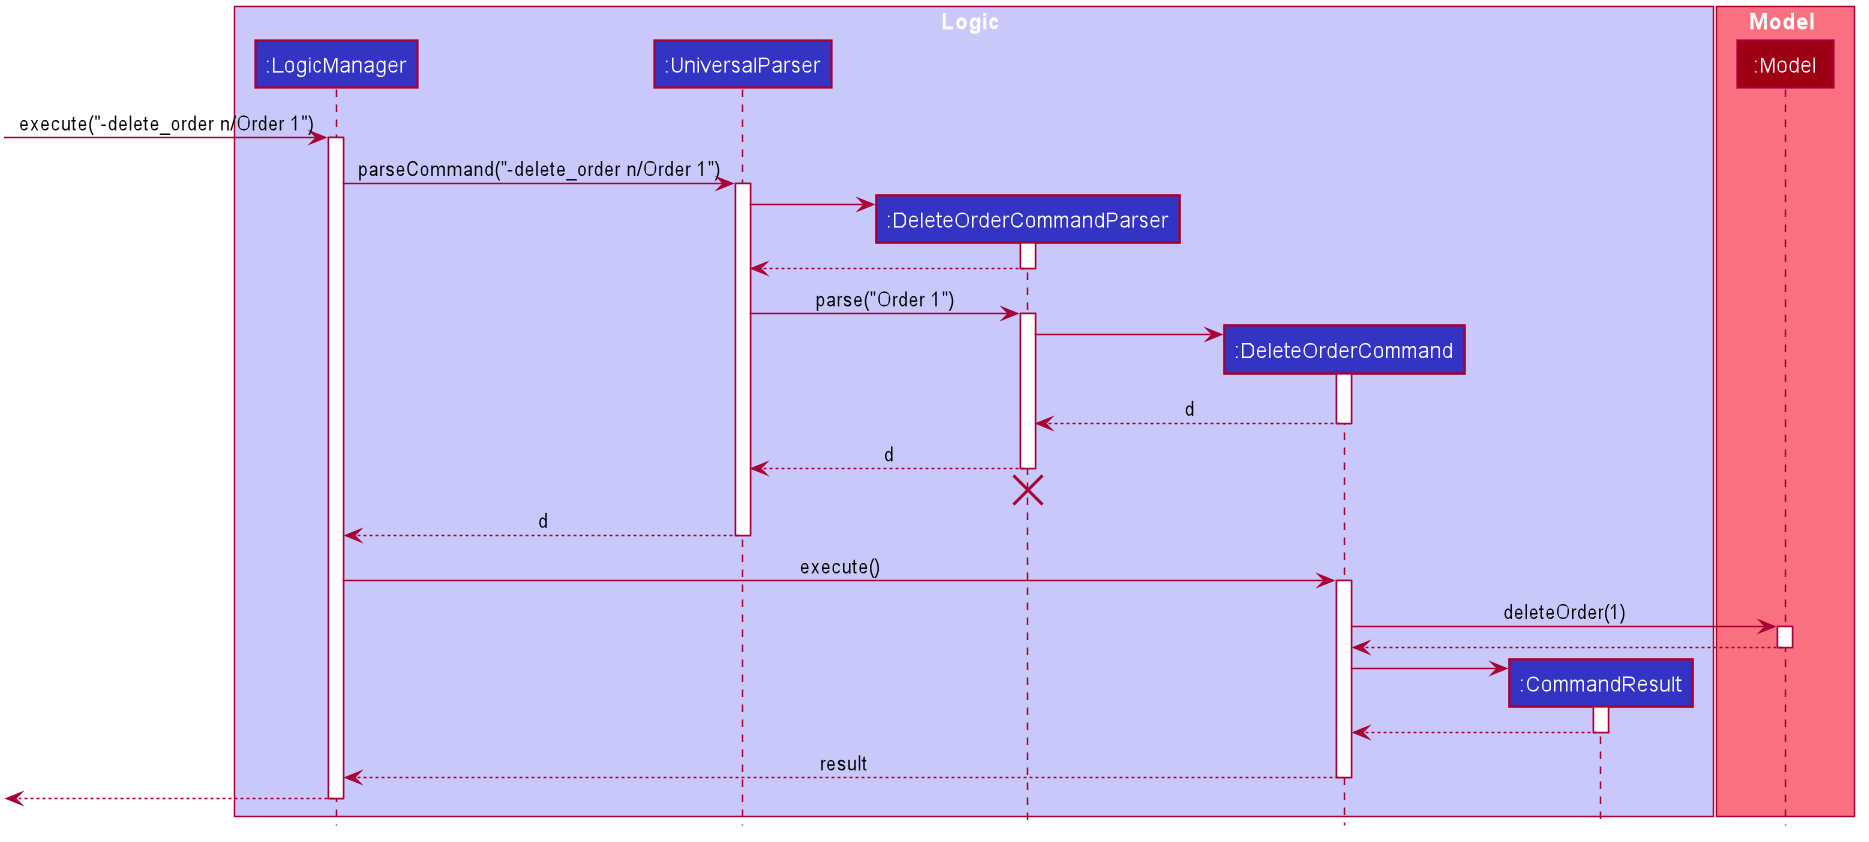 Logic
Model
:LogicManager
:UniversalParser
:Model
execute("-delete_order n/Order 1")
parseCommand("-delete_order n/Order 1")
:DeleteOrderCommandParser
parse("Order 1")
:DeleteOrderCommand
d
d
d
execute()
deleteOrder(1)
:CommandResult
result